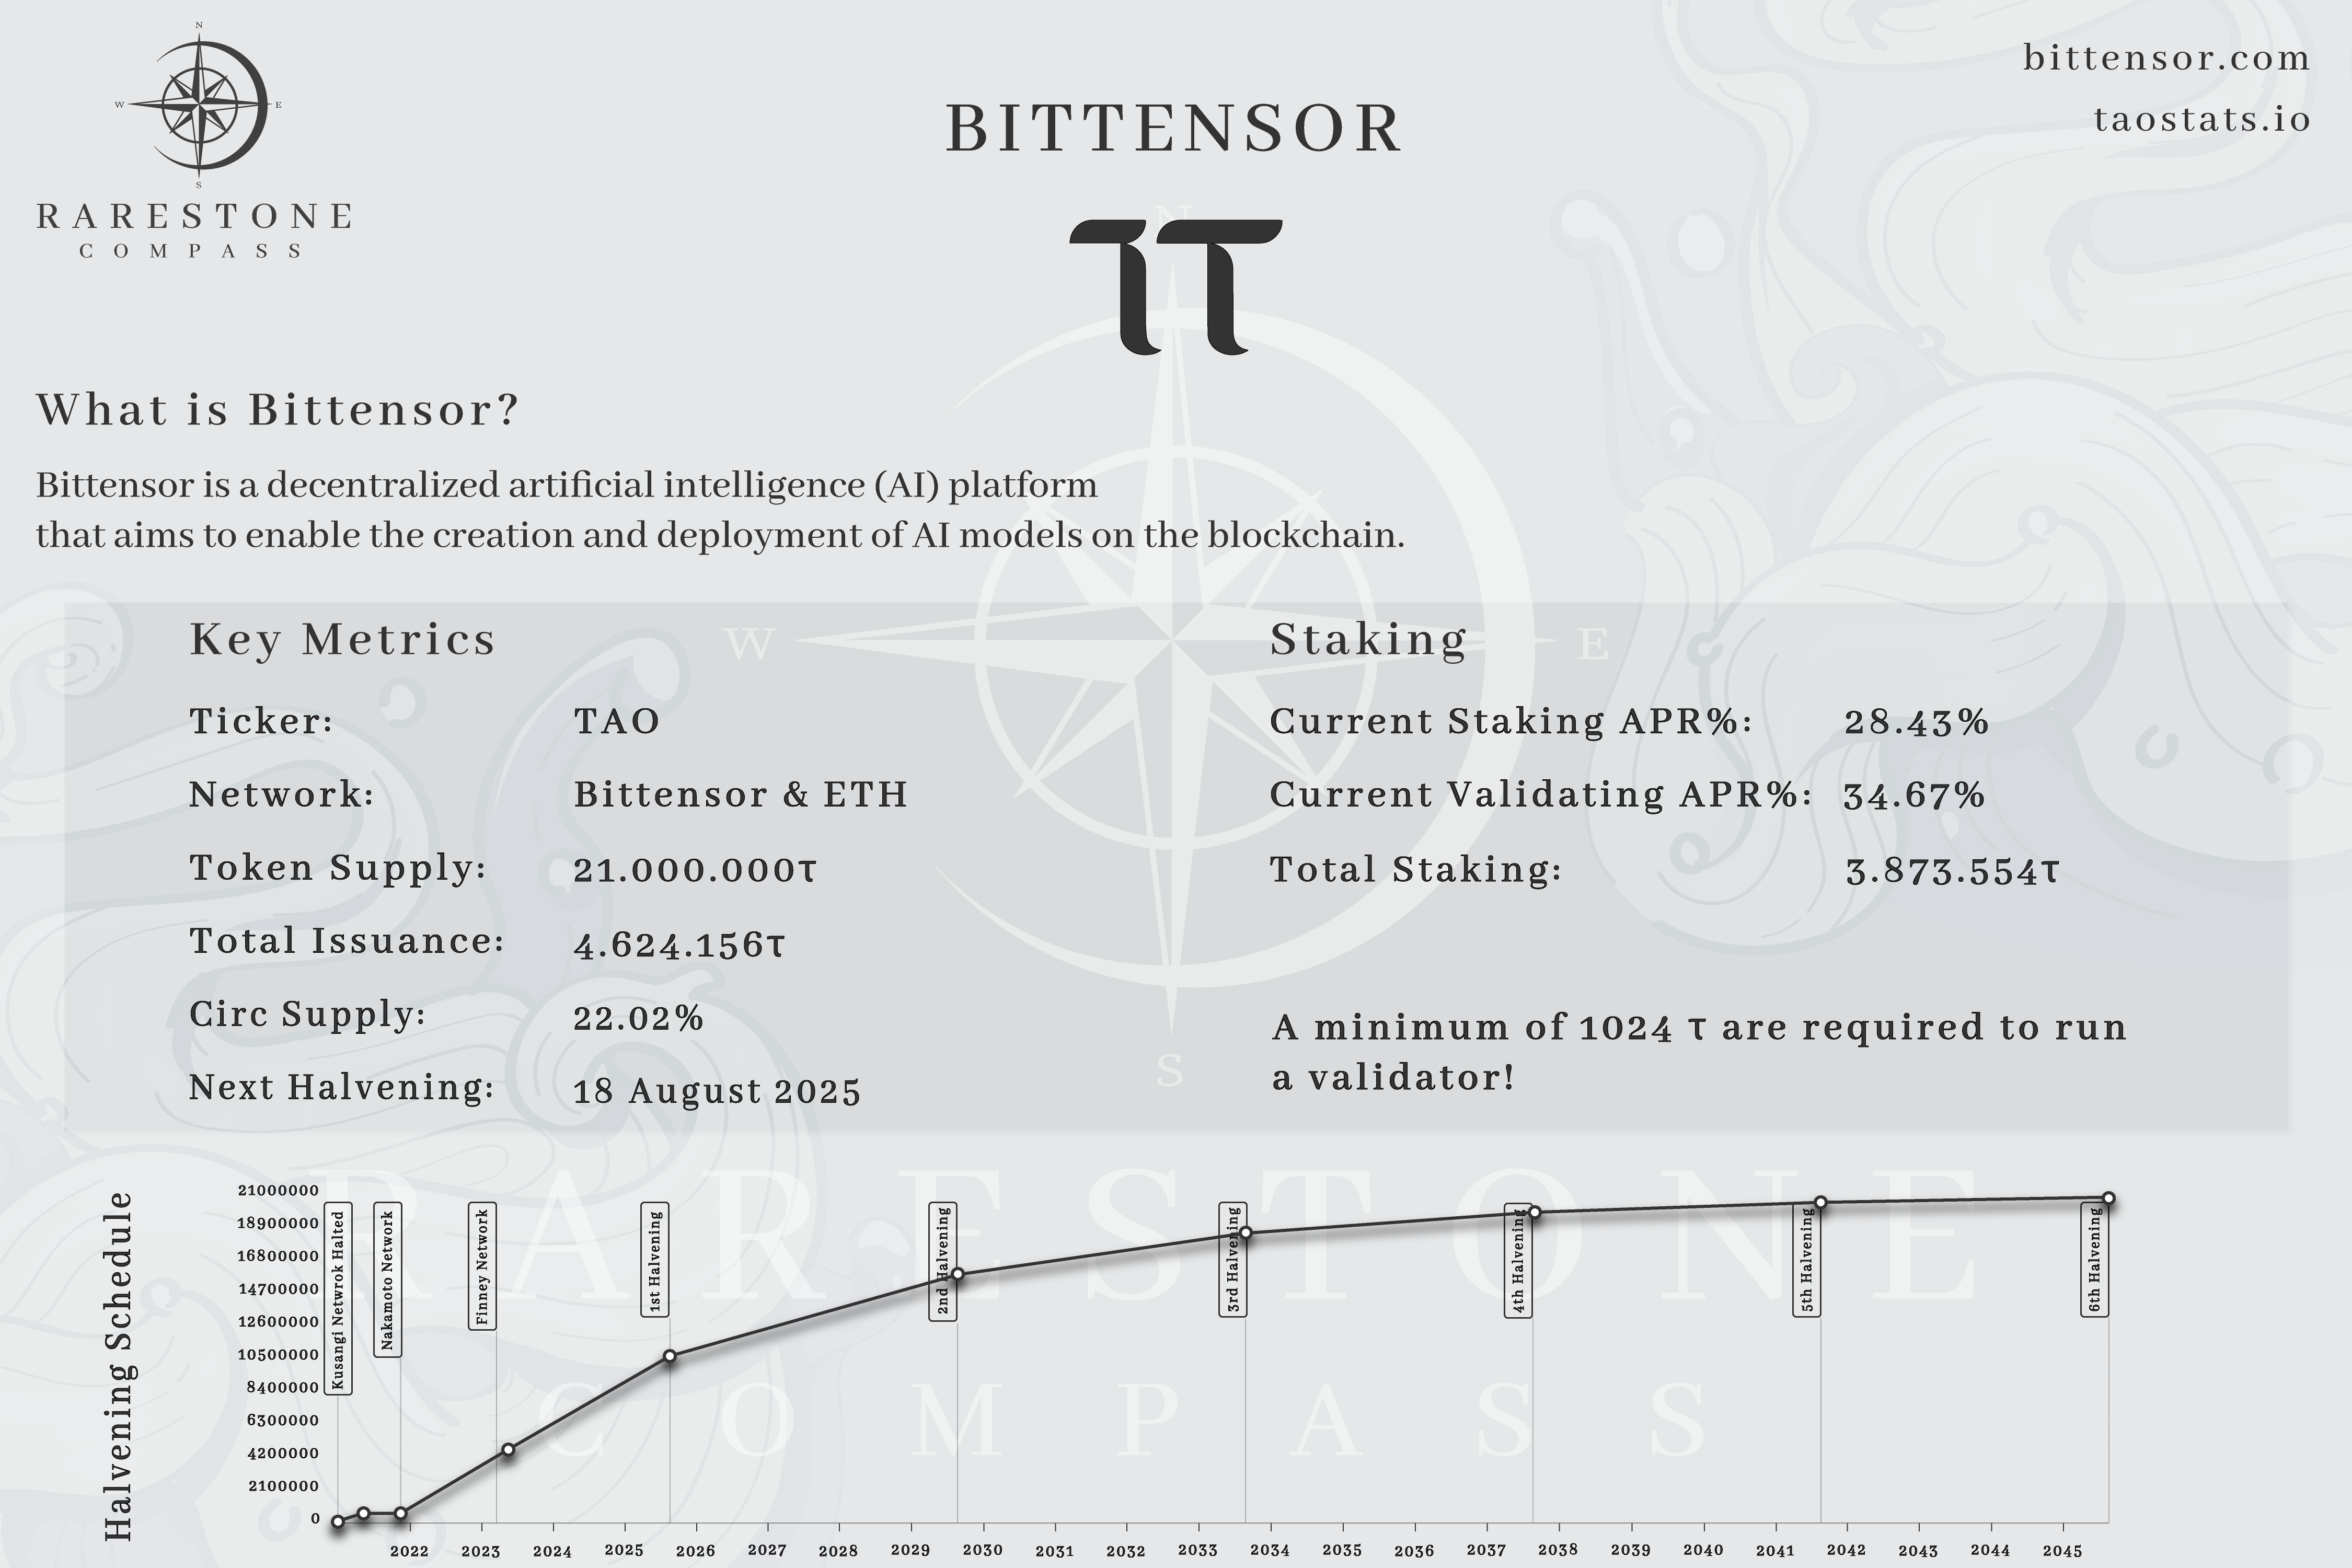 N
W
E
S
RARESTONE
COMPASS
BITTENSOR
bittensor.com
taostats.io
What is Bittensor?
Bittensor is a decentralized artificial intelligence (AI) platform
that aims to enable the creation and deployment of AI models on the blockchain.
N
W
E
S
Key Metrics
Ticker: TAO
Network: Bittensor & ETH
Token Supply: 21.000.000τ
Total Issuance: 4.624.156τ
Circ Supply: 22.02%
Next Halvening: 18 August 2025
Staking
Current Staking APR%: 28.43%
Current Validating APR%: 34.67%
Total Staking: 3.873.554τ
A minimum of 1024 τ are required to run
a validator!
RARESTONE
COMPASS
Halvening Schedule
21000000
18900000
16800000
14700000
12600000
10500000
8400000
6300000
4200000
2100000
0
Kusangi Netwrok Halted
Nakamoto Network
Finney Network
1st Halvening
2nd Halvening
3rd Halvening
4th Halvening
5th Halvening
6th Halvening
2022 2023 2024 2025 2026 2027 2028 2029 2030 2031 2032 2033 2034 2035 2036 2037 2038 2039 2040 2041 2042 2043 2044 2045